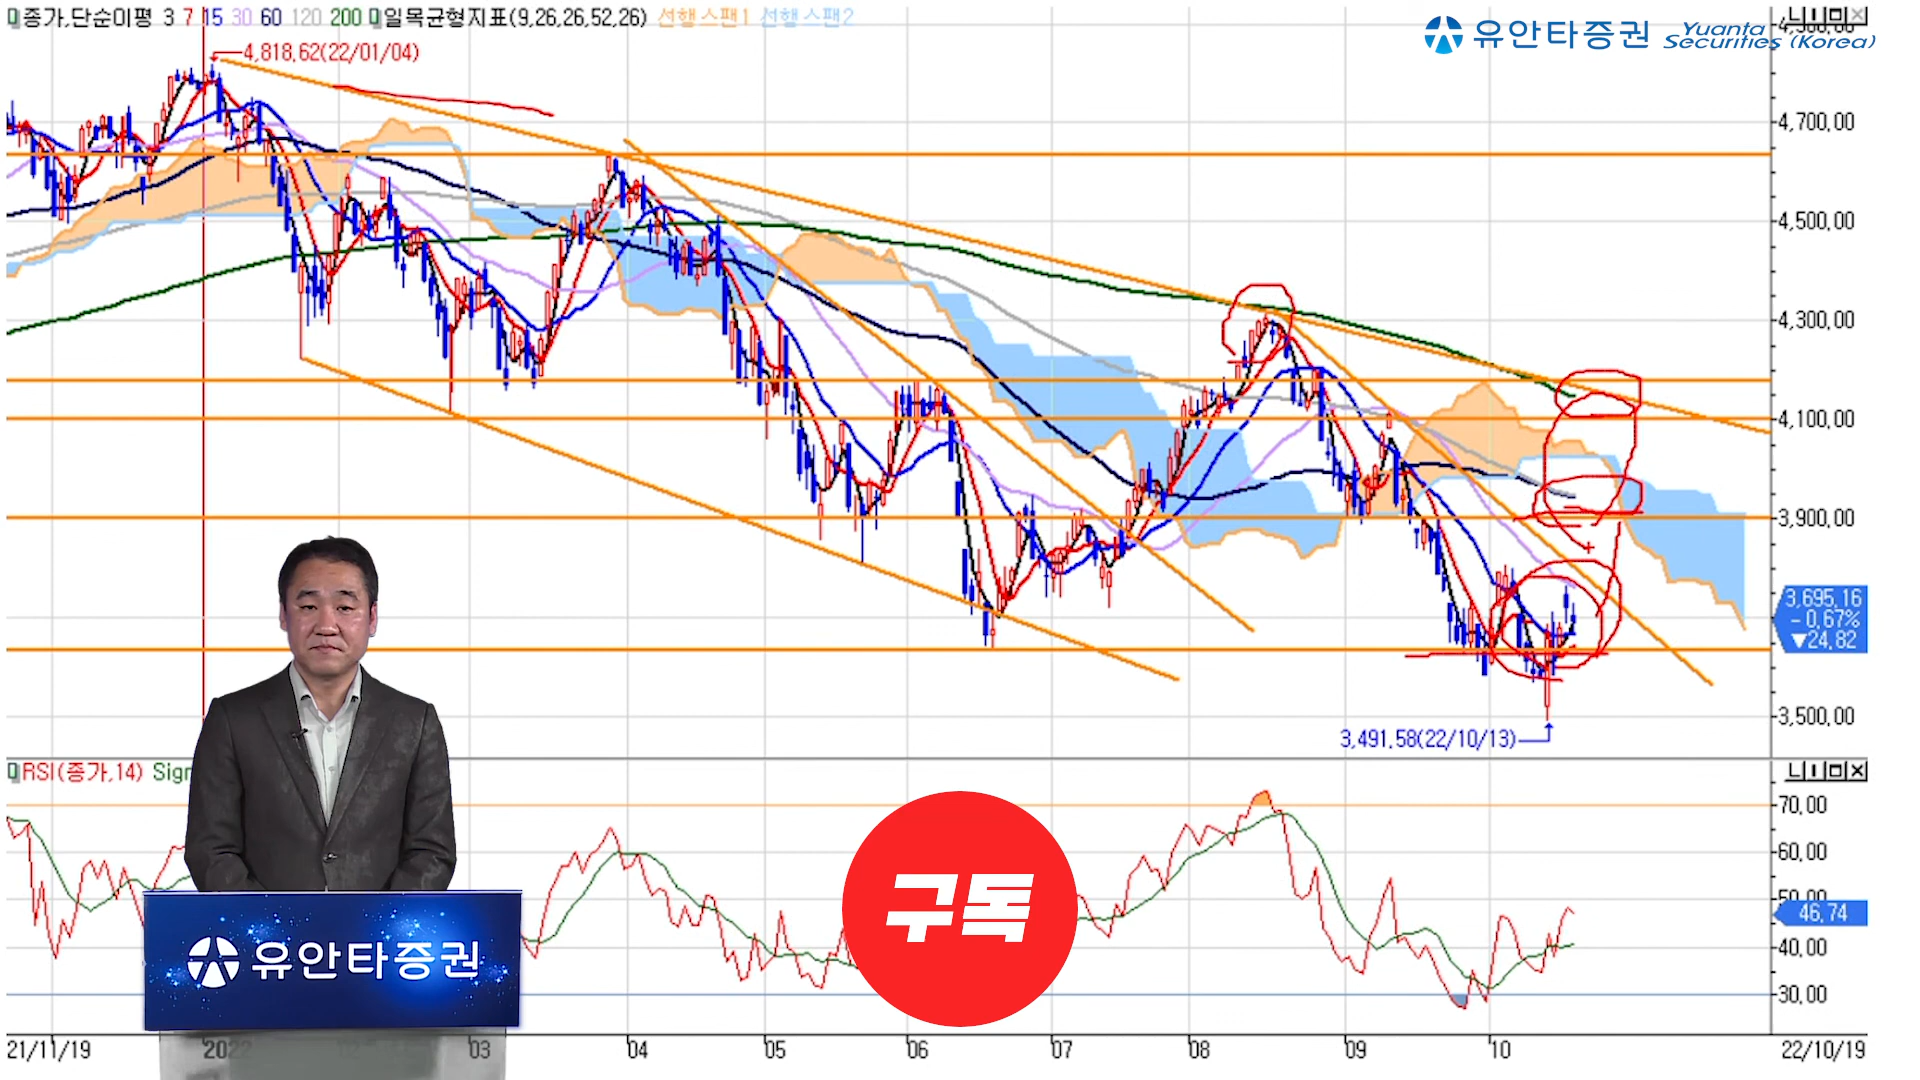 종가,단순이평 3 7 15 30 60 120 200 일목균형지표(9,26,26,52,26) 선행스팬1 선행스팬2
유안타증권 Yuanta Securities (Korea)
4,818,62(22/01/04)
4,700,00
4,500,00
4,300,00
4,100,00
3,900,00
3,695,16
-0,67%
▼24,82
3,500,00
3,491,58(22/10/13)
RSI(종가,14) Sign
70,00
60,00
50,00
46,74
40,00
30,00
구독
유안타증권
21/11/19 2022 02 03 04 05 06 07 08 09 10 22/10/19